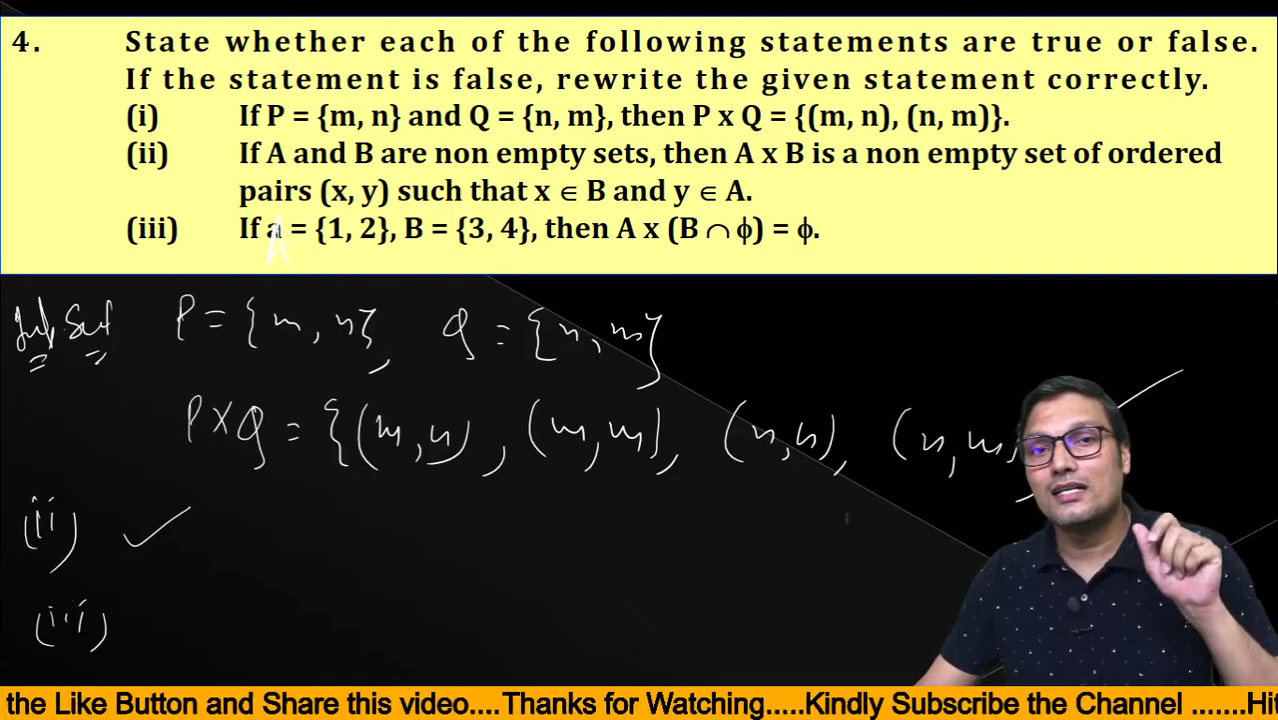 4. State whether each of the following statements are true or false.
If the statement is false, rewrite the given statement correctly.
(i) If P = {m, n} and Q = {n, m}, then P x Q = {(m, n), (n, m)}.
(ii) If A and B are non empty sets, then A x B is a non empty set of ordered
pairs (x, y) such that x ∈ B and y ∈ A.
(iii) If a = {1, 2}, B = {3, 4}, then A x (B ∩ ϕ) = ϕ.
A
P = {m, n}, Q = {n, m}
P×Q = {(m,n), (m,m), (n,n), (n,m)
(ii) ✓
(iii)
the Like Button and Share this video....Thanks for Watching.....Kindly Subscribe the Channel .......Hi